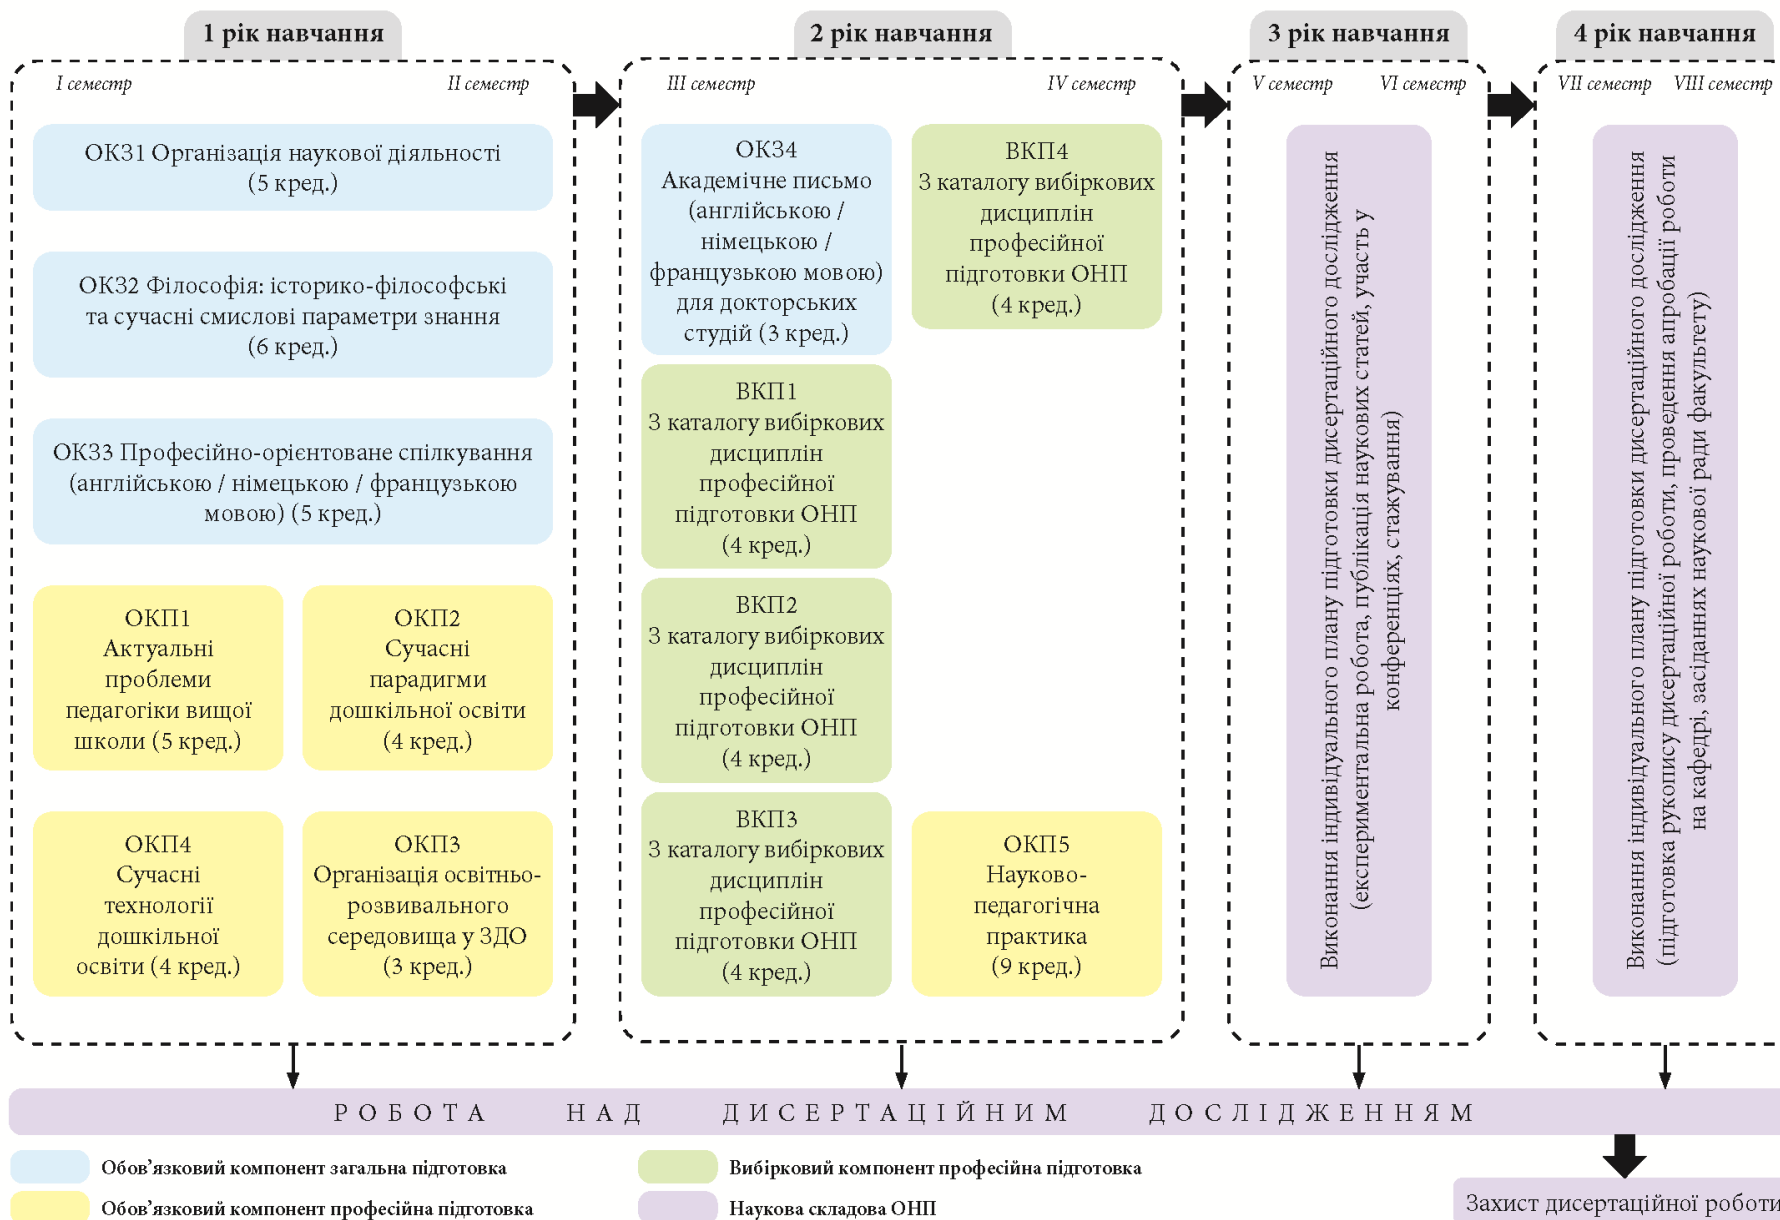 1 рік навчання
I семестр
II семестр
ОКЗ1 Організація наукової діяльності
(5 кред.)
ОКЗ2 Філософія: історико-філософські
та сучасні смислові параметри знання
(6 кред.)
ОКЗ3 Професійно-орієнтоване спілкування
(англійською / німецькою / французькою
мовою) (5 кред.)
ОКП1
Актуальні
проблеми
педагогіки вищої
школи (5 кред.)
ОКП2
Сучасні
парадигми
дошкільної освіти
(4 кред.)
ОКП4
Сучасні
технології
дошкільної
освіти (4 кред.)
ОКП3
Організація освітньо-
розвивального
середовища у ЗДО
(3 кред.)
2 рік навчання
III семестр
IV семестр
ОКЗ4
Академічне письмо
(англійською /
німецькою /
французькою мовою)
для докторських
студій (3 кред.)
ВКП4
З каталогу вибіркових
дисциплін
професійної
підготовки ОНП
(4 кред.)
ВКП1
З каталогу вибіркових
дисциплін
професійної
підготовки ОНП
(4 кред.)
ВКП2
З каталогу вибіркових
дисциплін
професійної
підготовки ОНП
(4 кред.)
ВКП3
З каталогу вибіркових
дисциплін
професійної
підготовки ОНП
(4 кред.)
ОКП5
Науково-
педагогічна
практика
(9 кред.)
3 рік навчання
V семестр
VI семестр
Виконання індивідуального плану підготовки дисертаційного дослідження
(експериментальна робота, публікація наукових статей, участь у
конференціях, стажування)
4 рік навчання
VII семестр
VIII семестр
Виконання індивідуального плану підготовки дисертаційного дослідження
(підготовка рукопису дисертаційної роботи, проведення апробації роботи
на кафедрі, засіданнях наукової ради факультету)
РОБОТА НАД ДИСЕРТАЦІЙНИМ ДОСЛІДЖЕННЯМ
Обов’язковий компонент загальна підготовка
Обов’язковий компонент професійна підготовка
Вибірковий компонент професійна підготовка
Наукова складова ОНП
Захист дисертаційної роботи